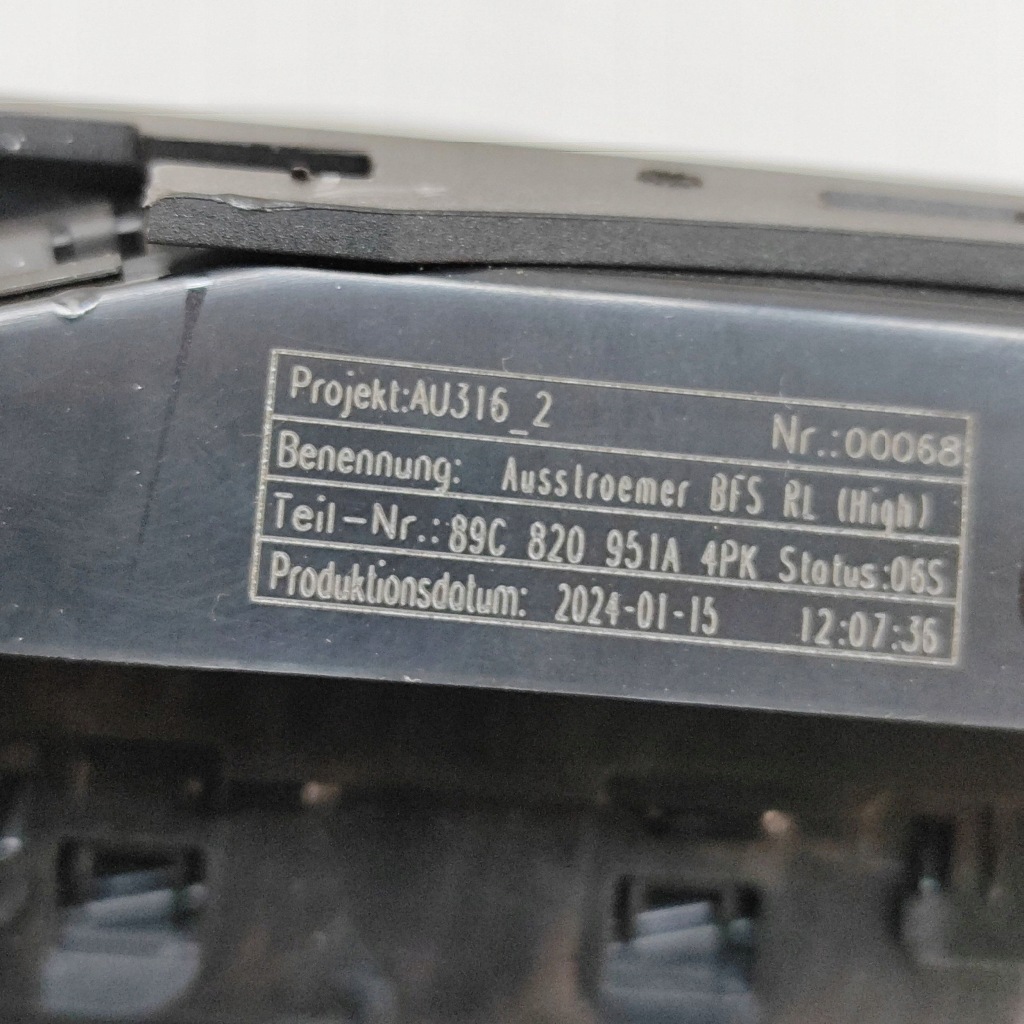 Projekt:AU316_2 Nr.:00068
Benennung: Ausstroemer BFS RL (High)
Teil-Nr.:89C 820 951A 4PK Status:06S
Produktionsdatum: 2024-01-15 12:07:36